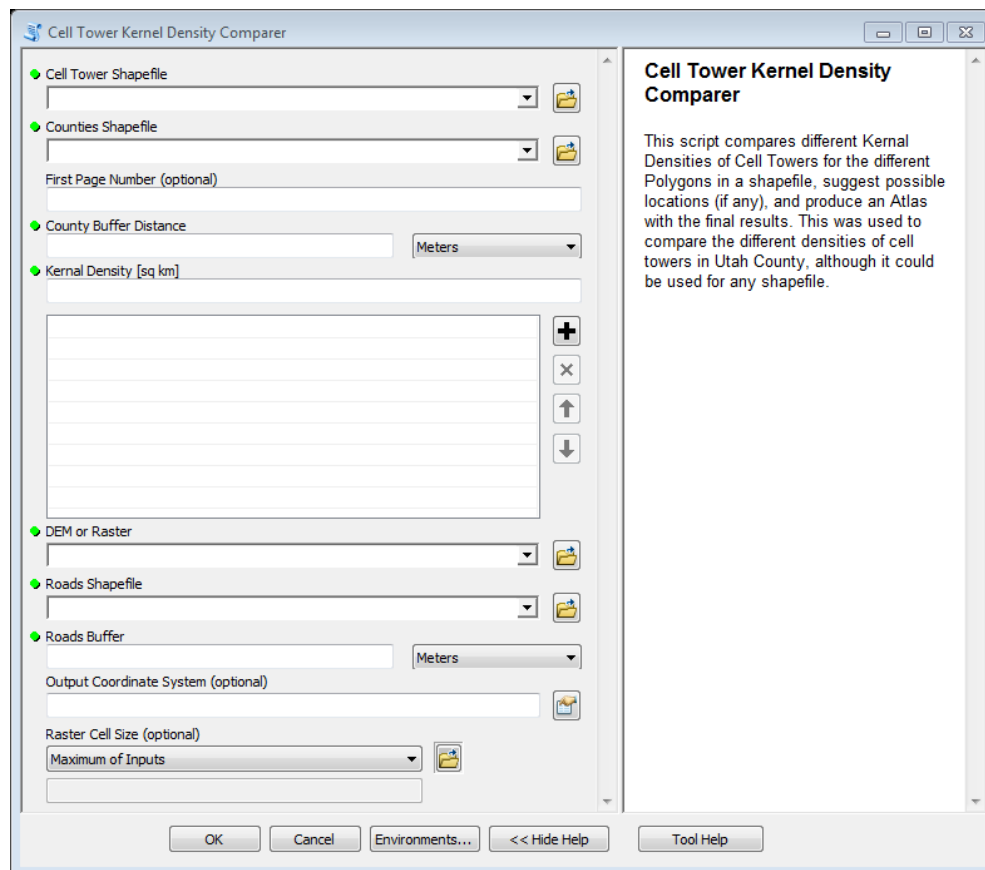 Cell Tower Kernel Density Comparer
Cell Tower Shapefile
Counties Shapefile
First Page Number (optional)
County Buffer Distance
Meters
Kernal Density [sq km]
DEM or Raster
Roads Shapefile
Roads Buffer
Meters
Output Coordinate System (optional)
Raster Cell Size (optional)
Maximum of Inputs
Cell Tower Kernel Density
Comparer
This script compares different Kernal
Densities of Cell Towers for the different
Polygons in a shapefile, suggest possible
locations (if any), and produce an Atlas
with the final results. This was used to
compare the different densities of cell
towers in Utah County, although it could
be used for any shapefile.
OK
Cancel
Environments...
<< Hide Help
Tool Help